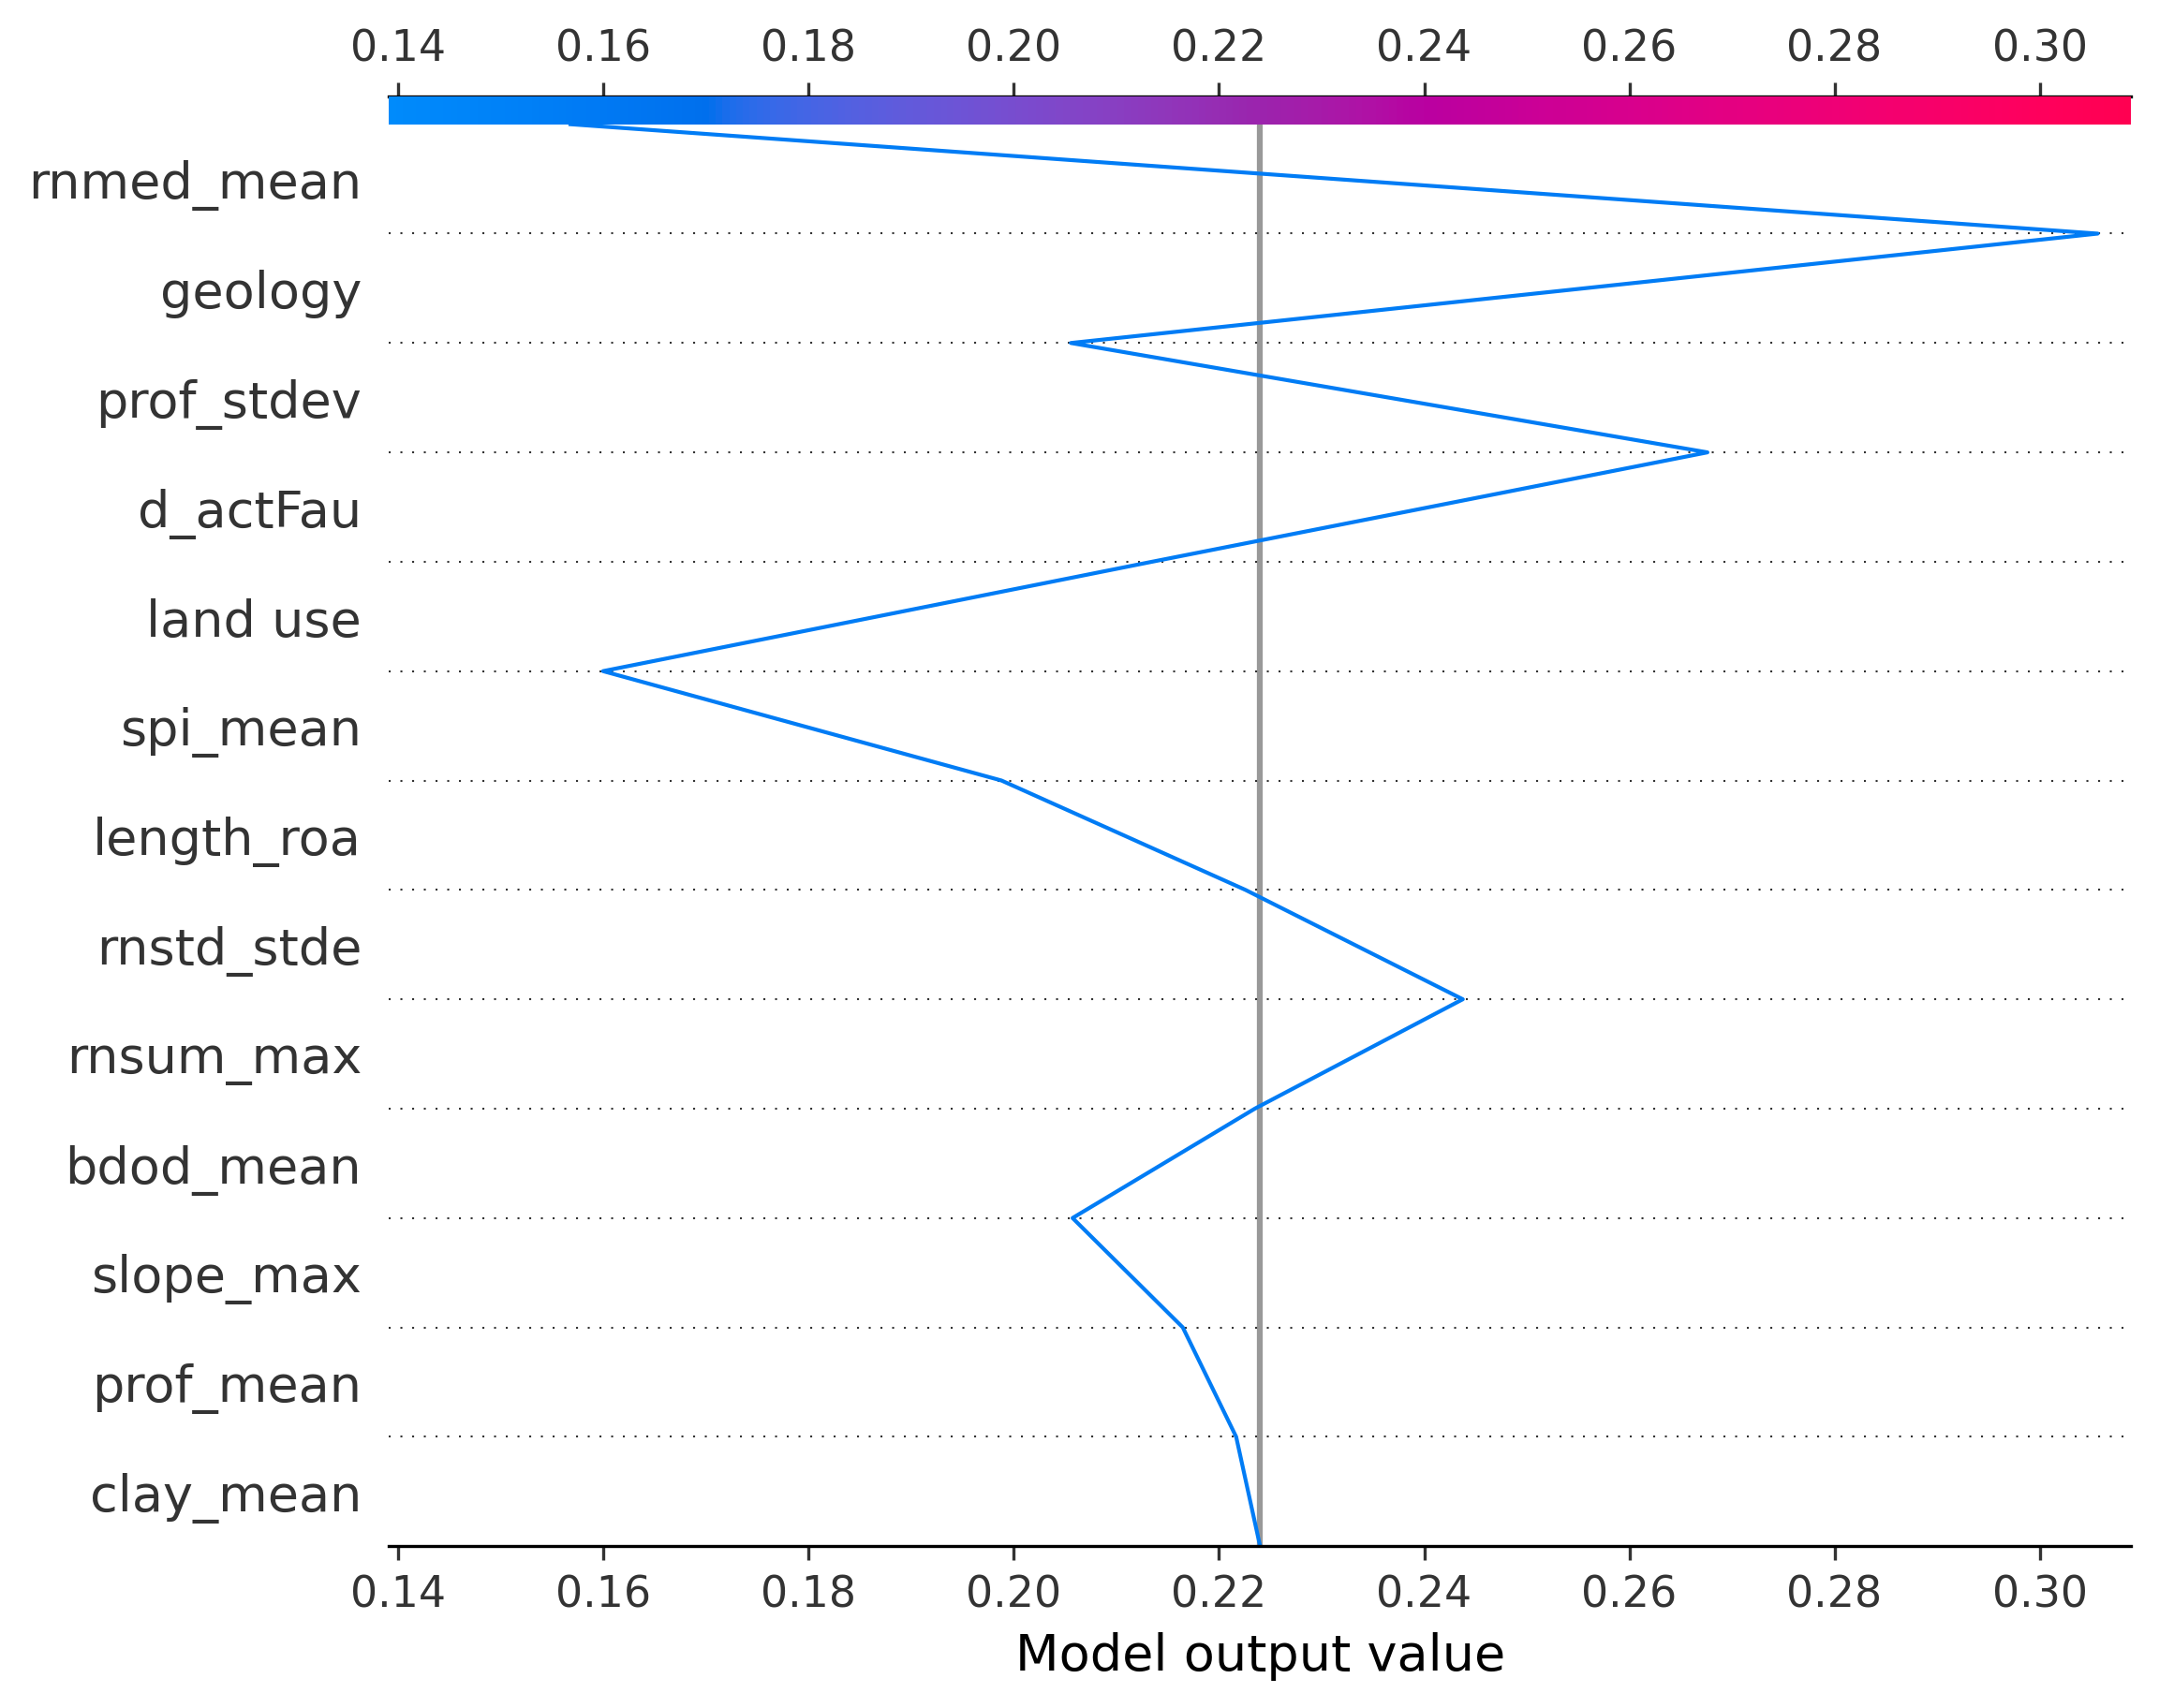 0.14 0.16 0.18 0.20 0.22 0.24 0.26 0.28 0.30
rnmed_mean
geology
prof_stdev
d_actFau
land use
spi_mean
length_roa
rnstd_stde
rnsum_max
bdod_mean
slope_max
prof_mean
clay_mean
0.14 0.16 0.18 0.20 0.22 0.24 0.26 0.28 0.30
Model output value